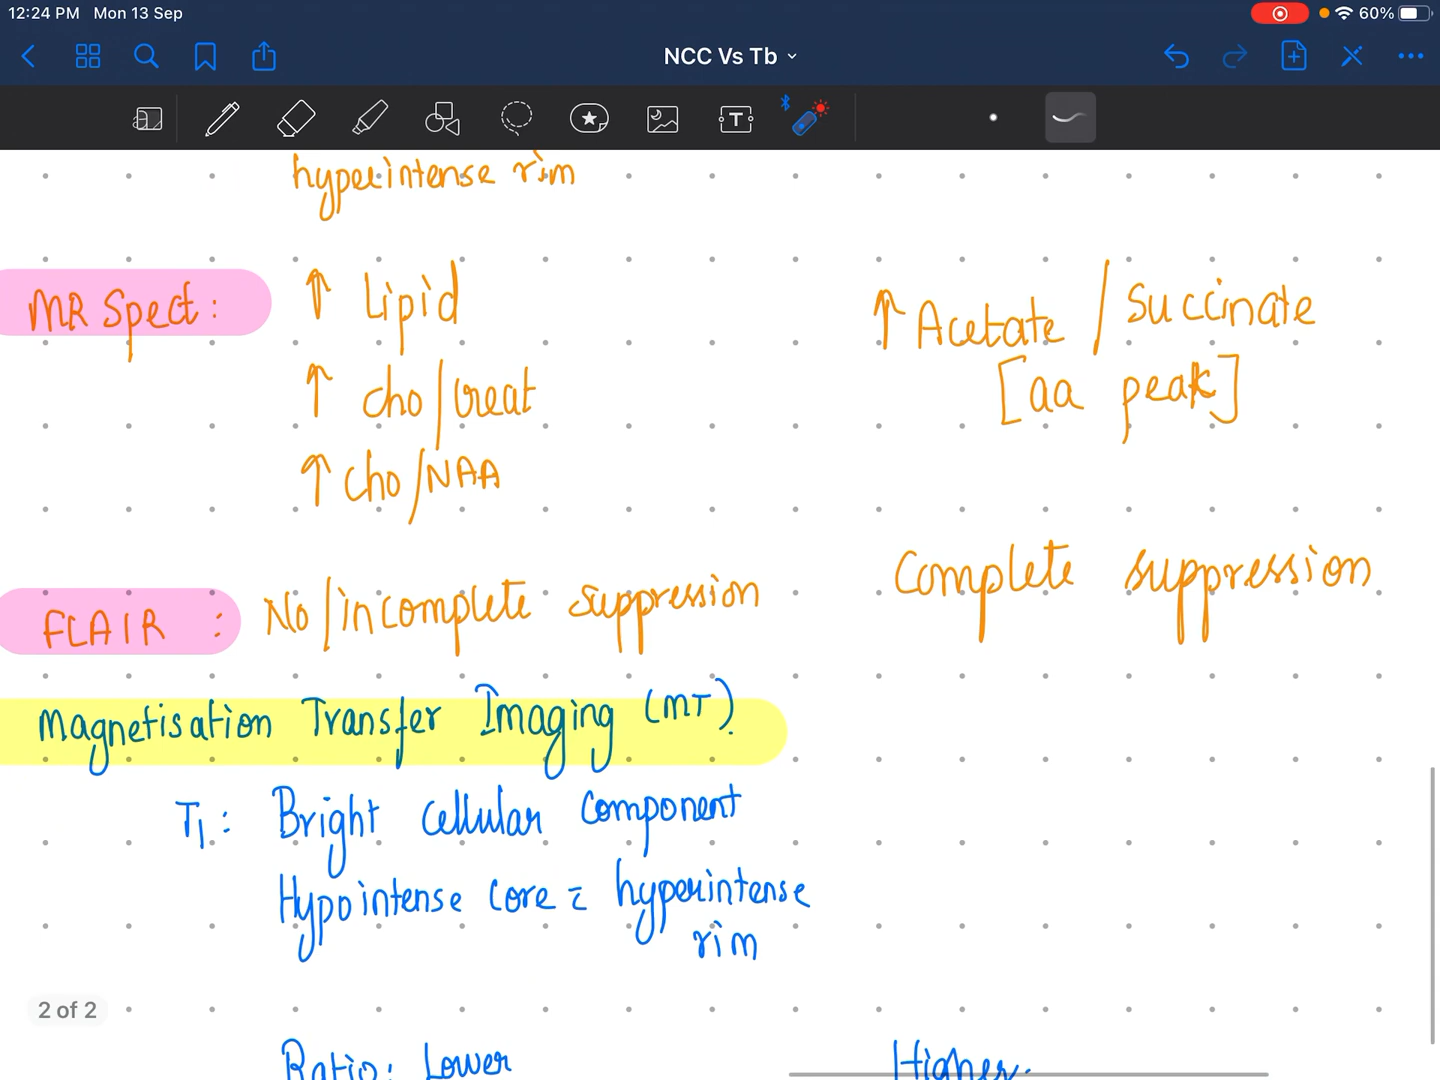 12:24 PM Mon 13 Sep
60%
NCC Vs Tb
T
hyperintense rim
MR Spect: ↑ Lipid
↑ Acetate / Succinate
[aa peak]
↑ cho/creat
↑ cho/NAA
FLAIR : No/incomplete suppression
Complete suppression
Magnetisation Transfer Imaging (MT).
T1: Bright cellular component
Hypointense core c hyperintense
rim
2 of 2
Ratio: Lower
Higher.